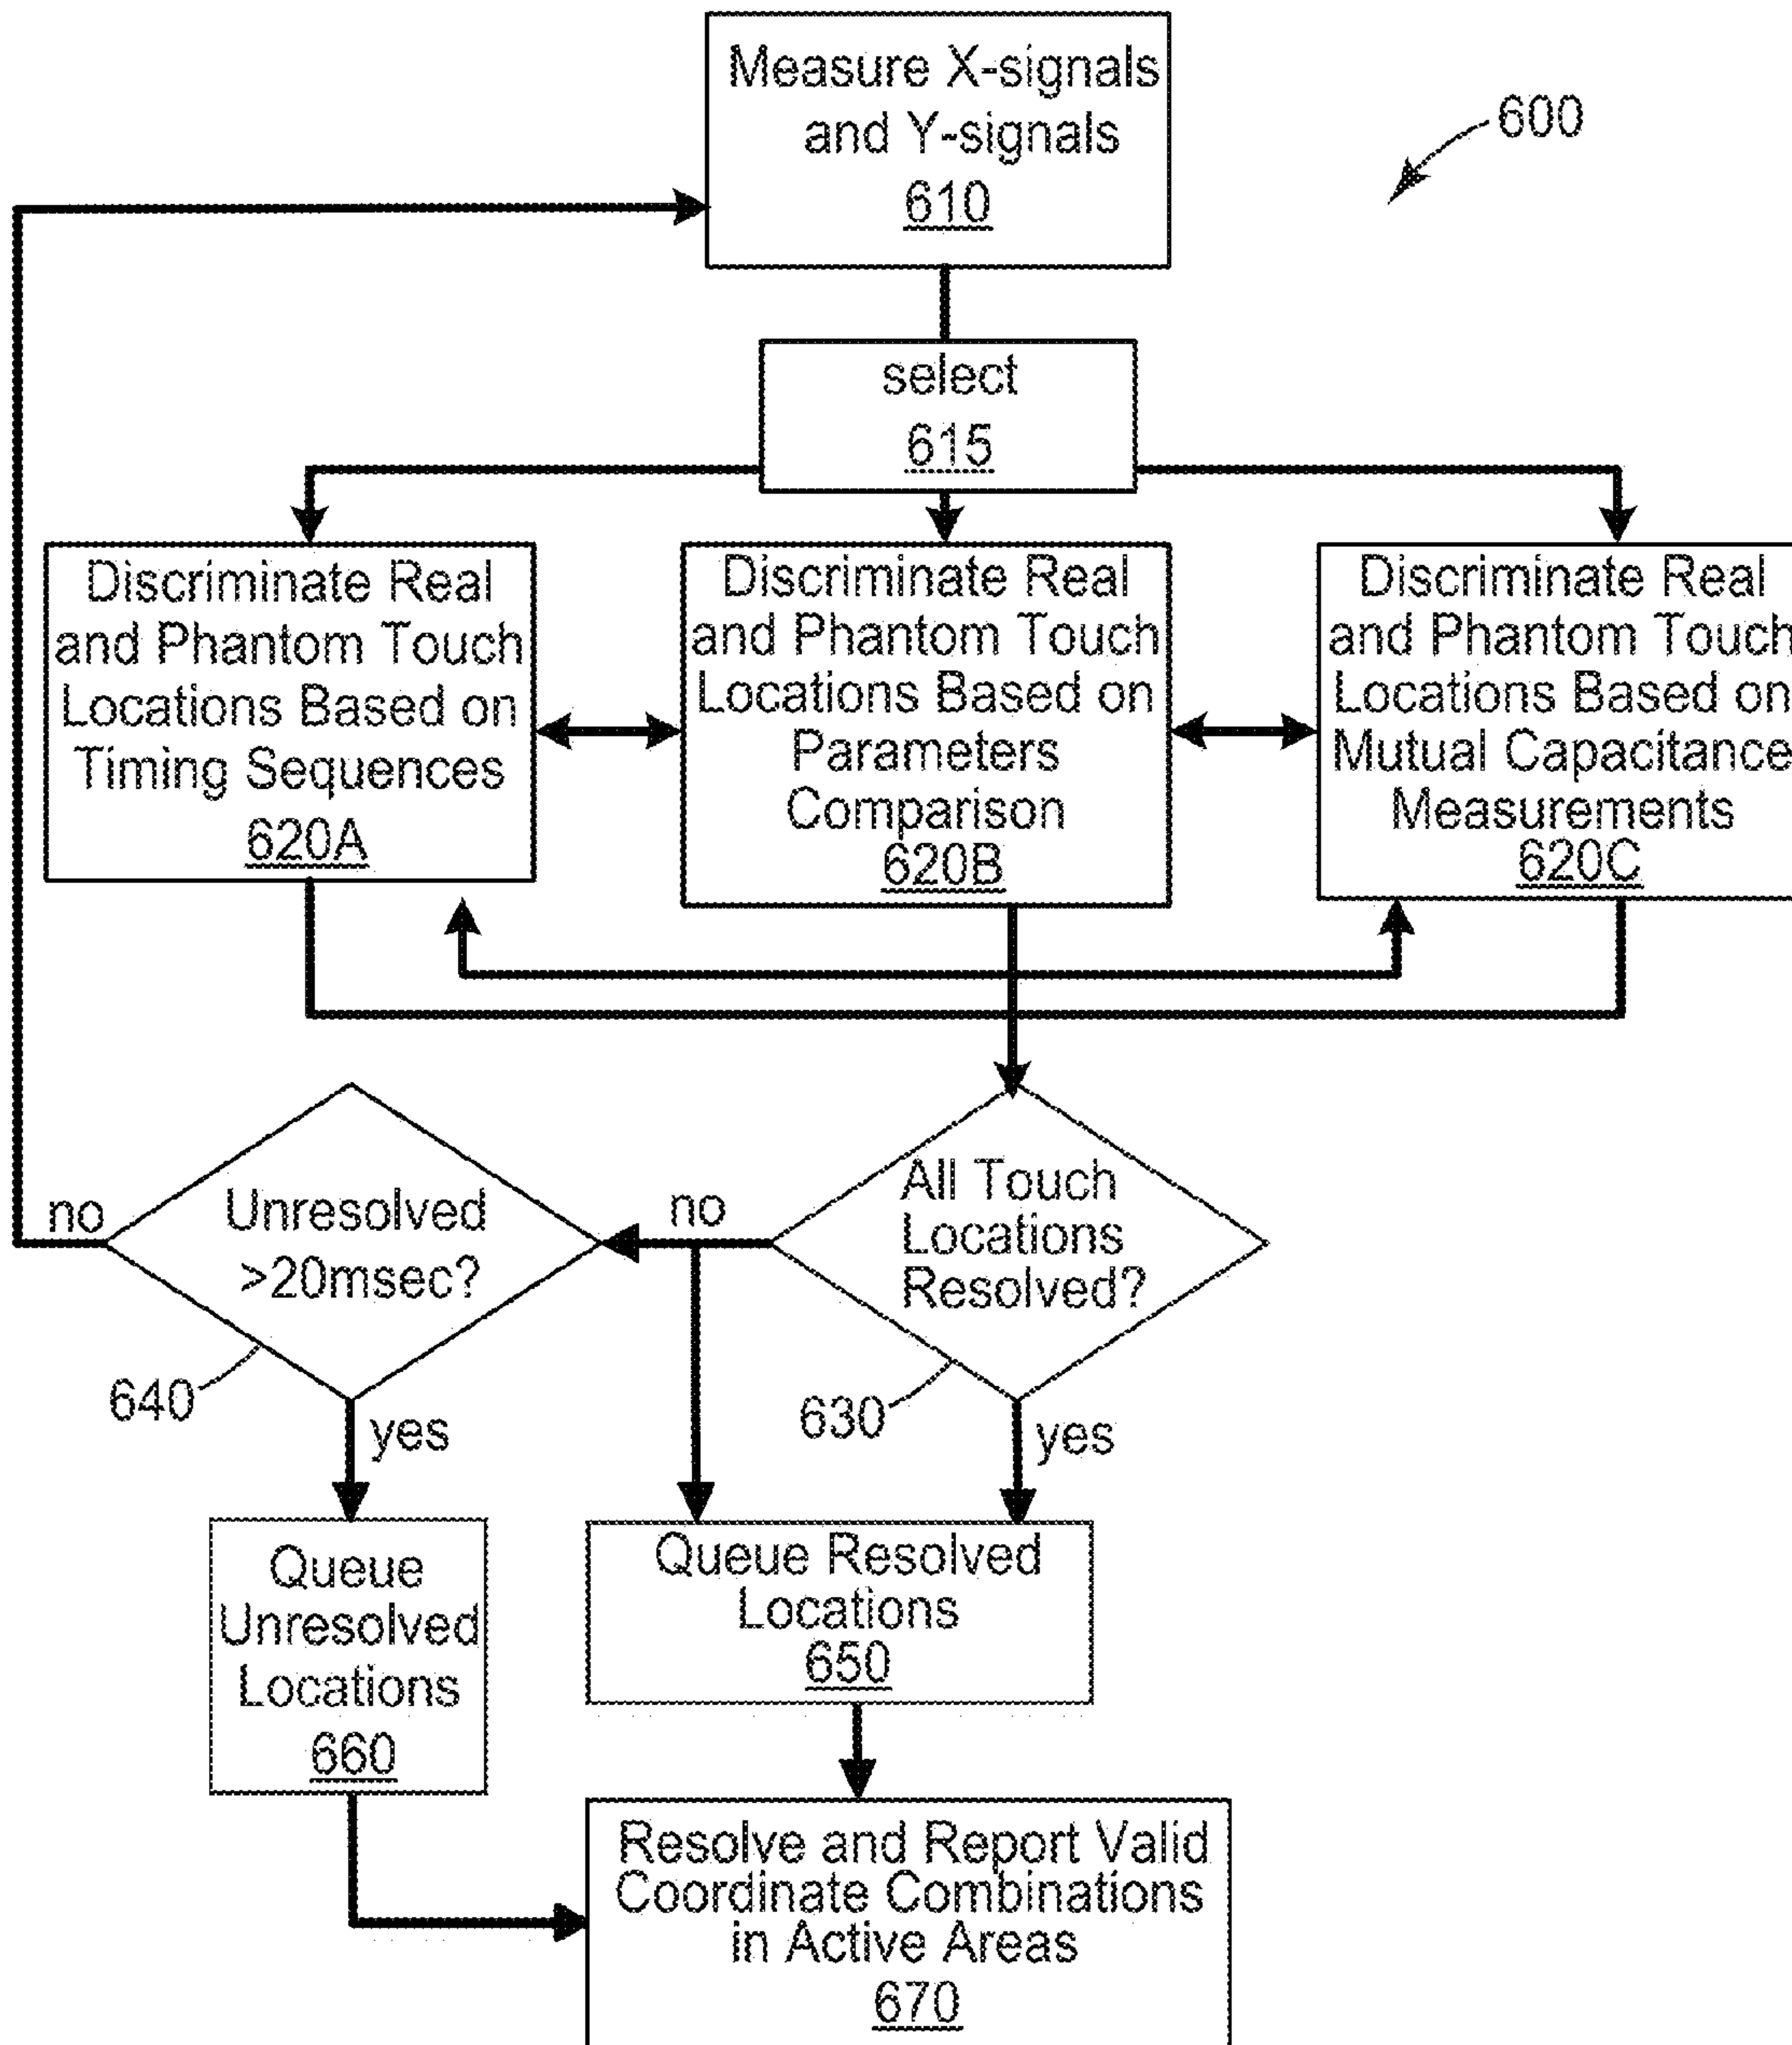 Measure X-signals
and Y-signals
610
600
select
615
Discriminate Real
and Phantom Touch
Locations Based on
Timing Sequences
620A
Discriminate Real
and Phantom Touch
Locations Based on
Parameters
Comparison
620B
Discriminate Real
and Phantom Touch
Locations Based on
Mutual Capacitance
Measurements
620C
no
Unresolved
>20msec?
640
yes
no
All Touch
Locations
Resolved?
630
yes
Queue
Unresolved
Locations
660
Queue Resolved
Locations
650
Resolve and Report Valid
Coordinate Combinations
in Active Areas
670